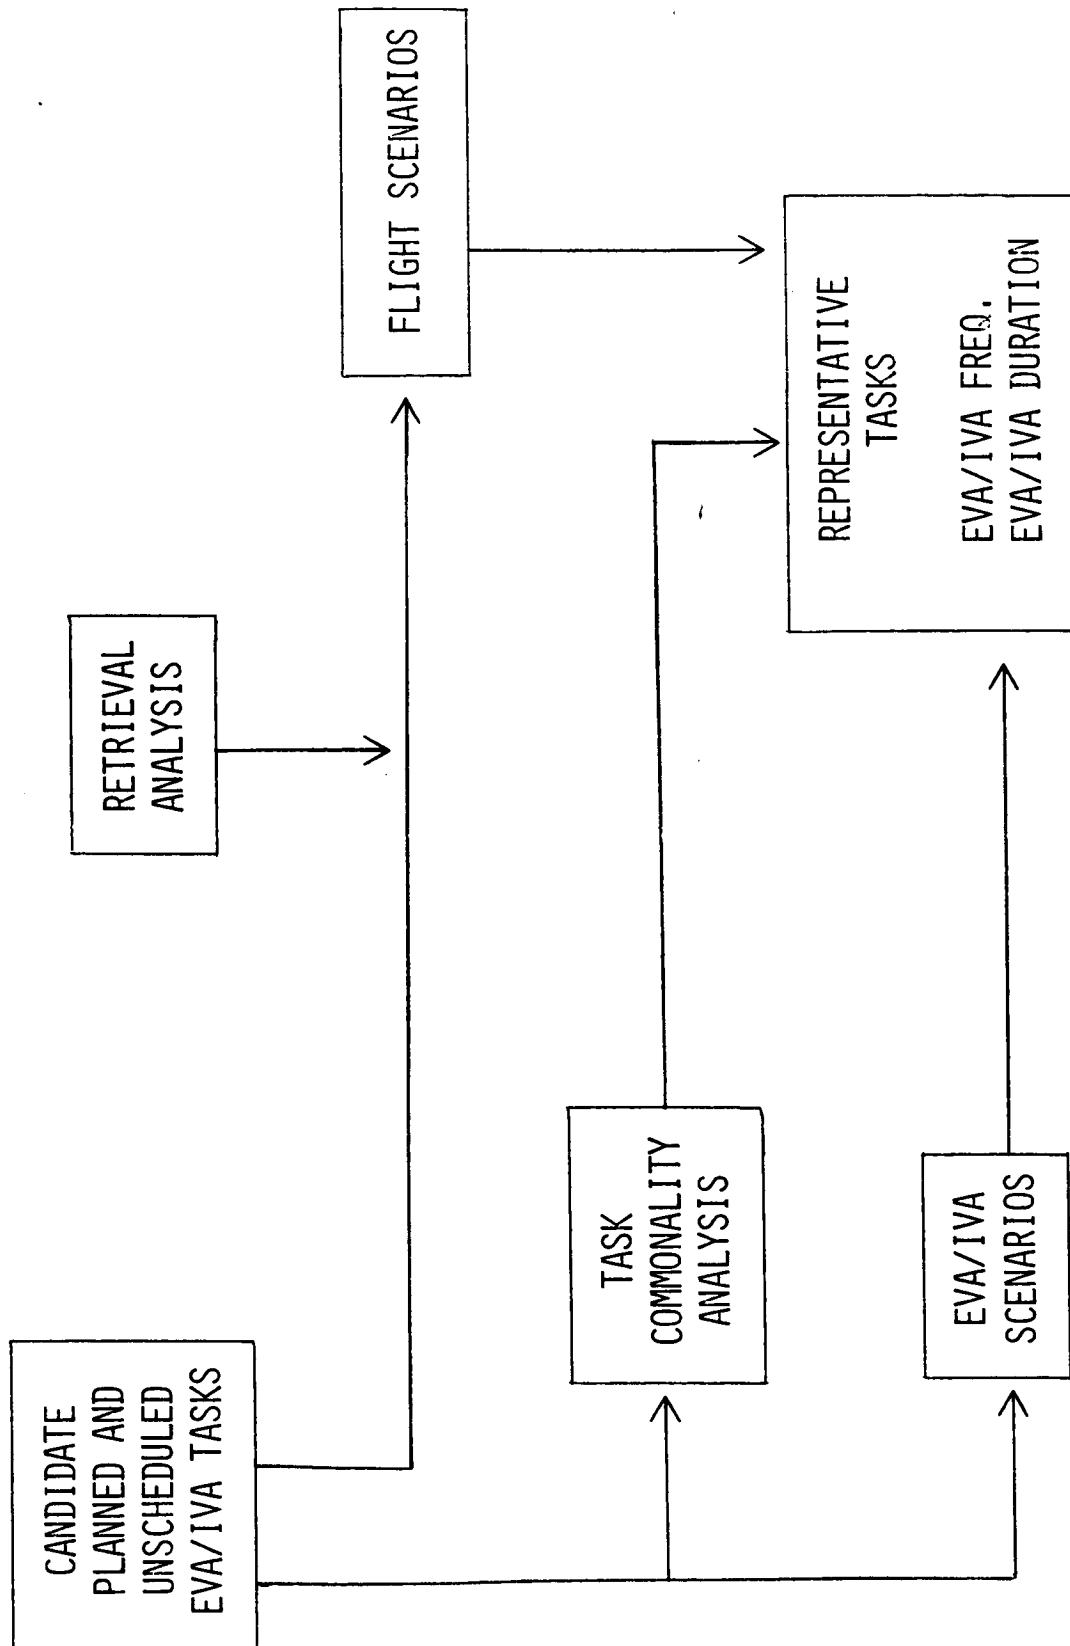 CANDIDATE
PLANNED AND
UNSCHEDULED
EVA/IVA TASKS
RETRIEVAL
ANALYSIS
FLIGHT SCENARIOS
TASK
COMMONALITY
ANALYSIS
EVA/IVA
SCENARIOS
REPRESENTATIVE
TASKS
EVA/IVA FREQ.
EVA/IVA DURATION